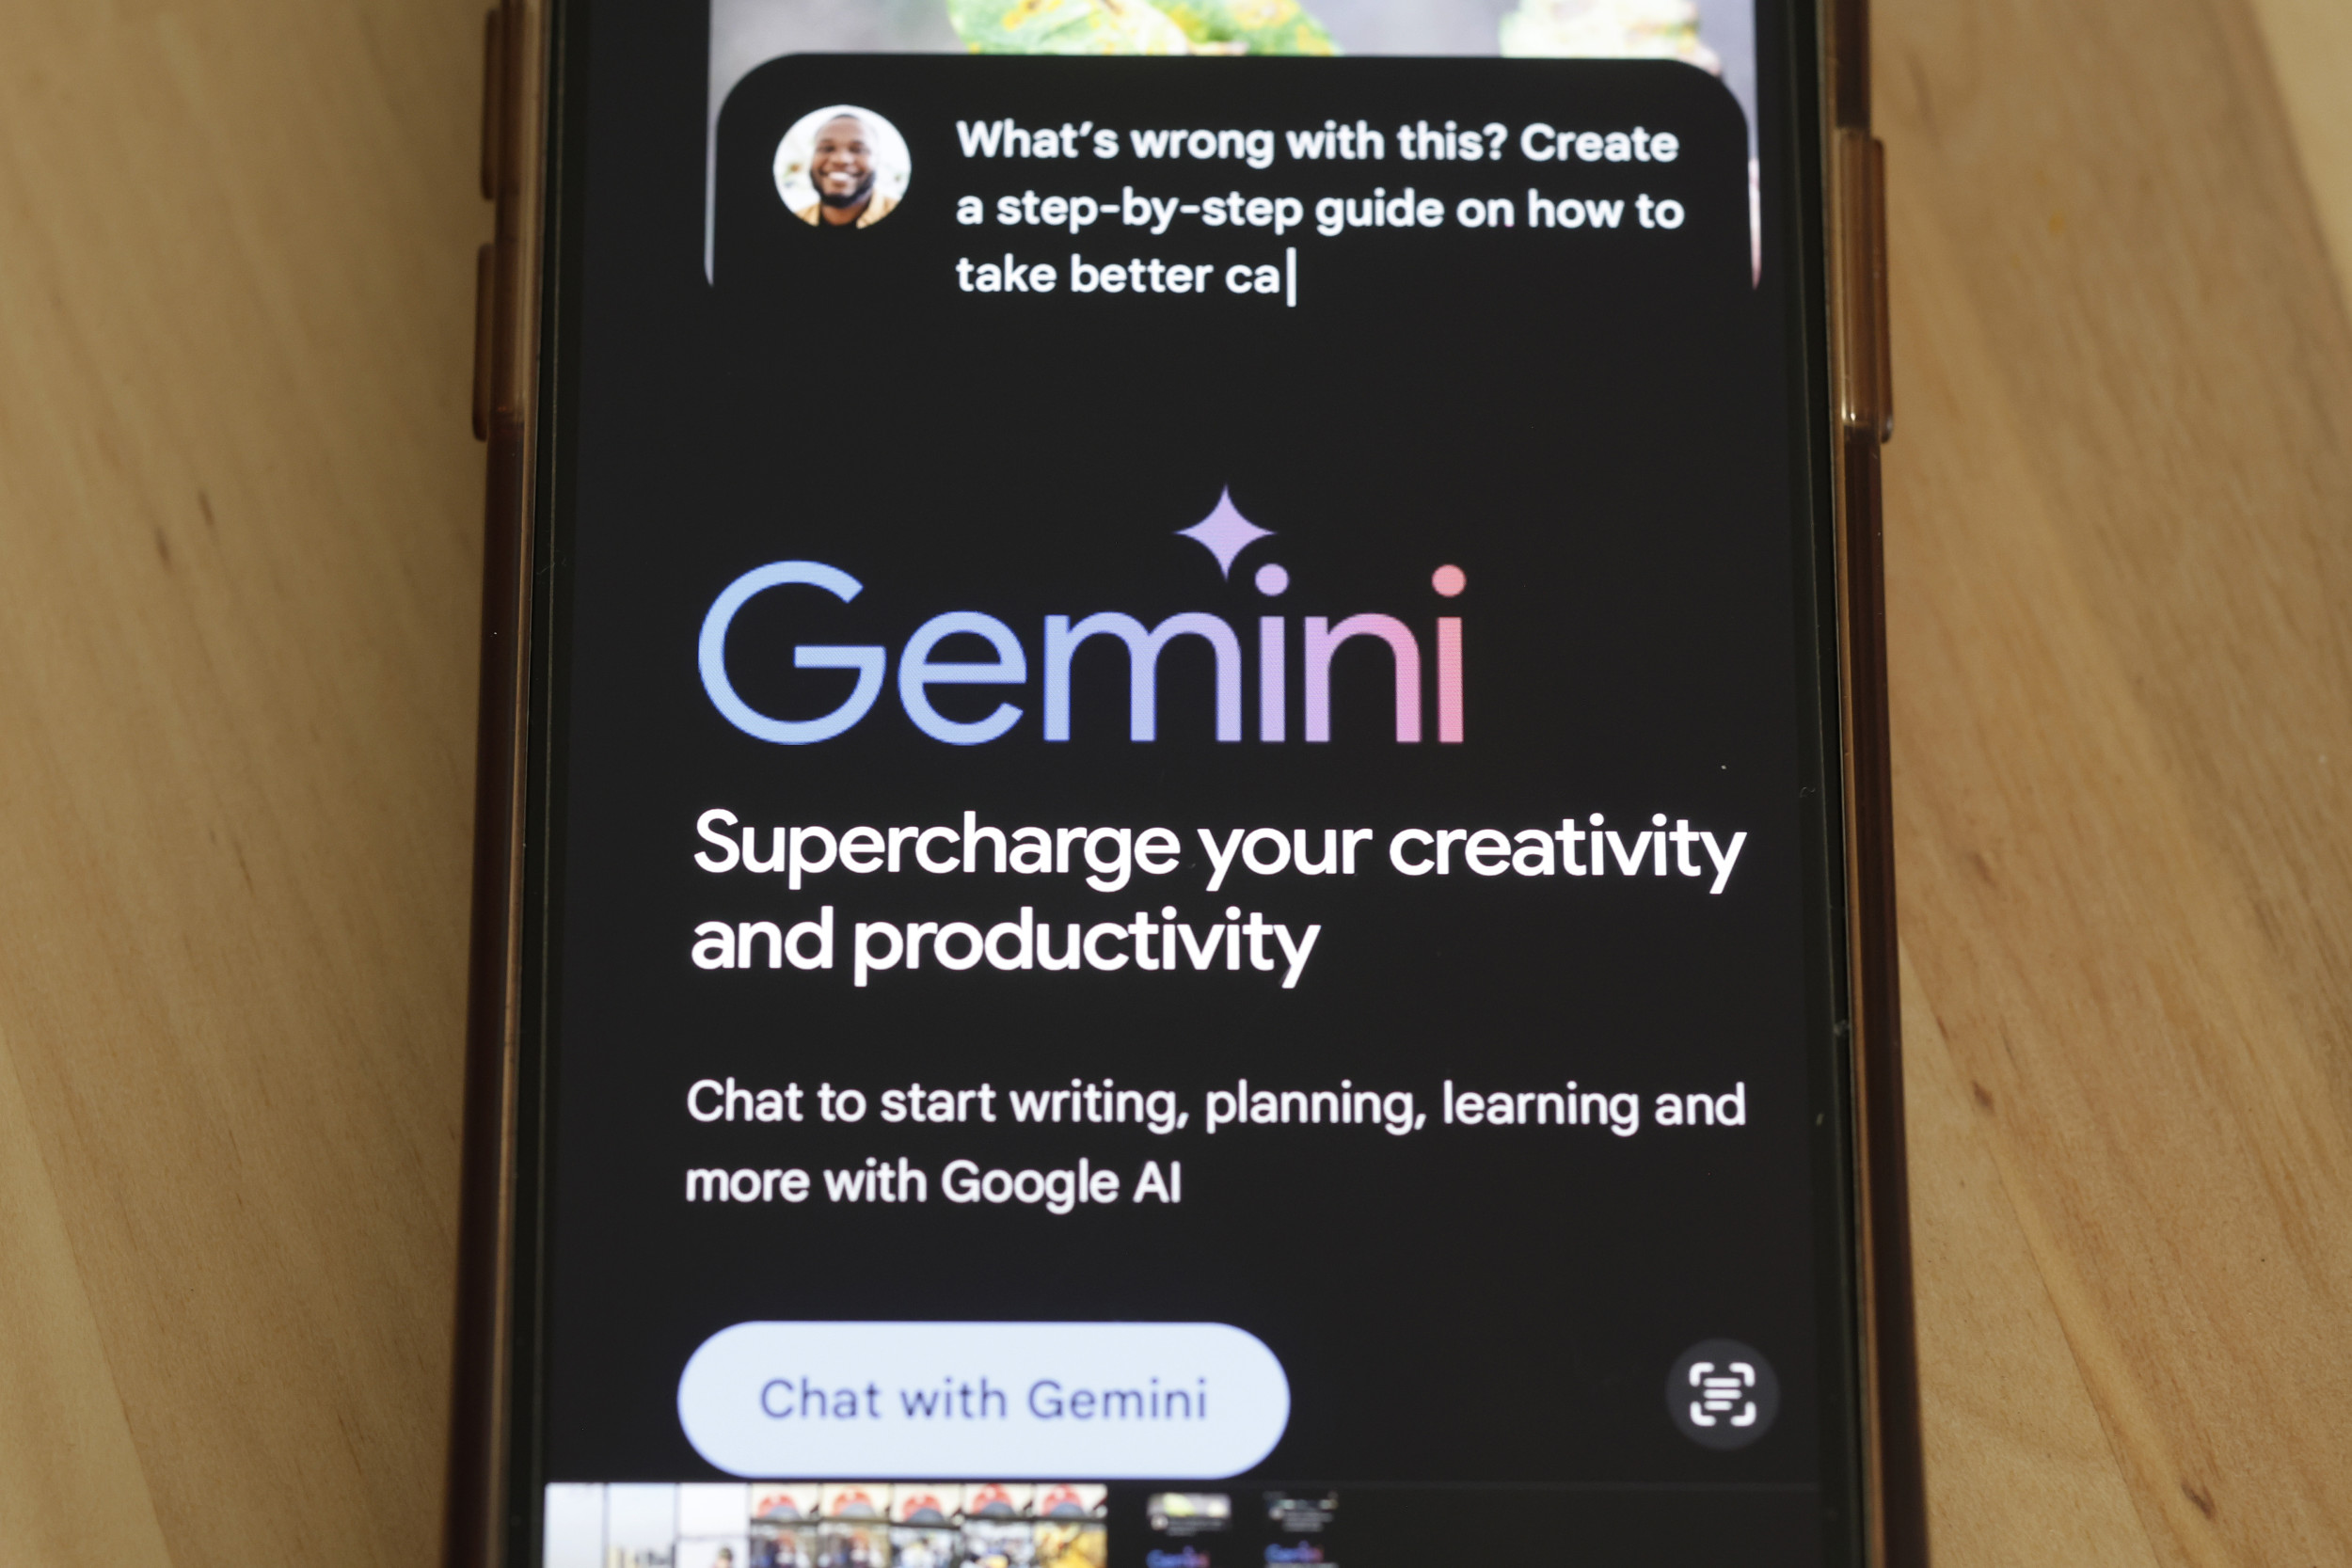 What's wrong with this? Create
a step-by-step guide on how to
take better ca
Gemini
Supercharge your creativity
and productivity
Chat to start writing, planning, learning and
more with Google AI
Chat with Gemini